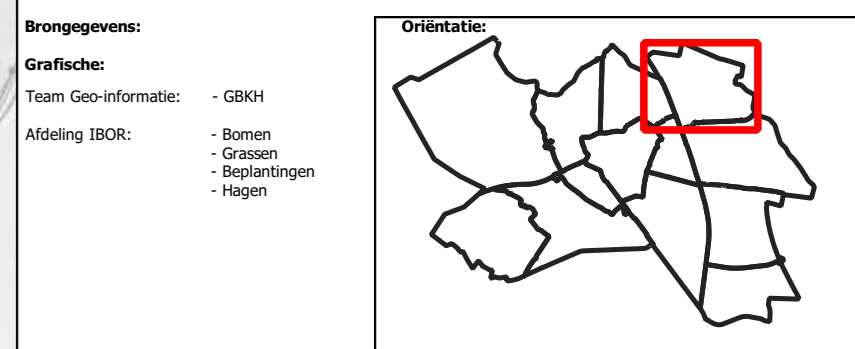 Brongegevens:
Oriëntatie:
Grafische:
Team Geo-informatie: - GBKH
Afdeling IBOR: - Bomen
- Grassen
- Beplantingen
- Hagen